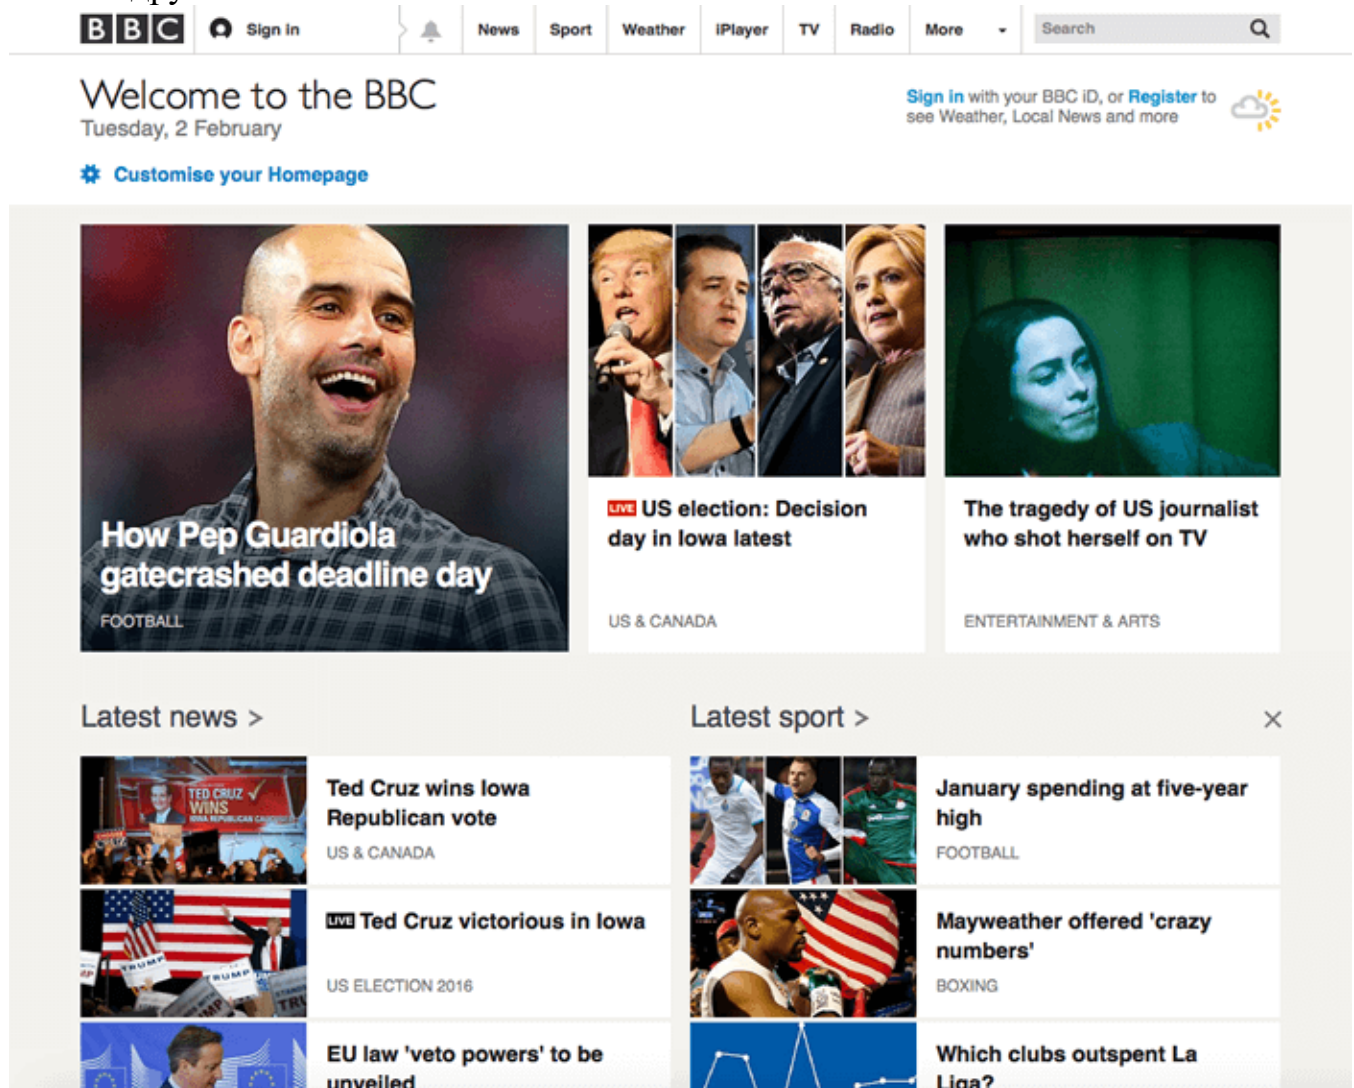 BBC
Sign in
News
Sport
Weather
iPlayer
TV
Radio
More
Search
Welcome to the BBC
Tuesday, 2 February
Sign in with your BBC iD, or Register to
see Weather, Local News and more
Customise your Homepage
How Pep Guardiola
gatecrashed deadline day
FOOTBALL
LIVE US election: Decision
day in Iowa latest
US & CANADA
The tragedy of US journalist
who shot herself on TV
ENTERTAINMENT & ARTS
Latest news >
TED CRUZ
WINS
Ted Cruz wins Iowa
Republican vote
US & CANADA
TRUMP
TRUMP
LIVE Ted Cruz victorious in Iowa
US ELECTION 2016
EU law 'veto powers' to be
unveiled
Latest sport >
January spending at five-year
high
FOOTBALL
Mayweather offered 'crazy
numbers'
BOXING
Which clubs outspent La
Liga?